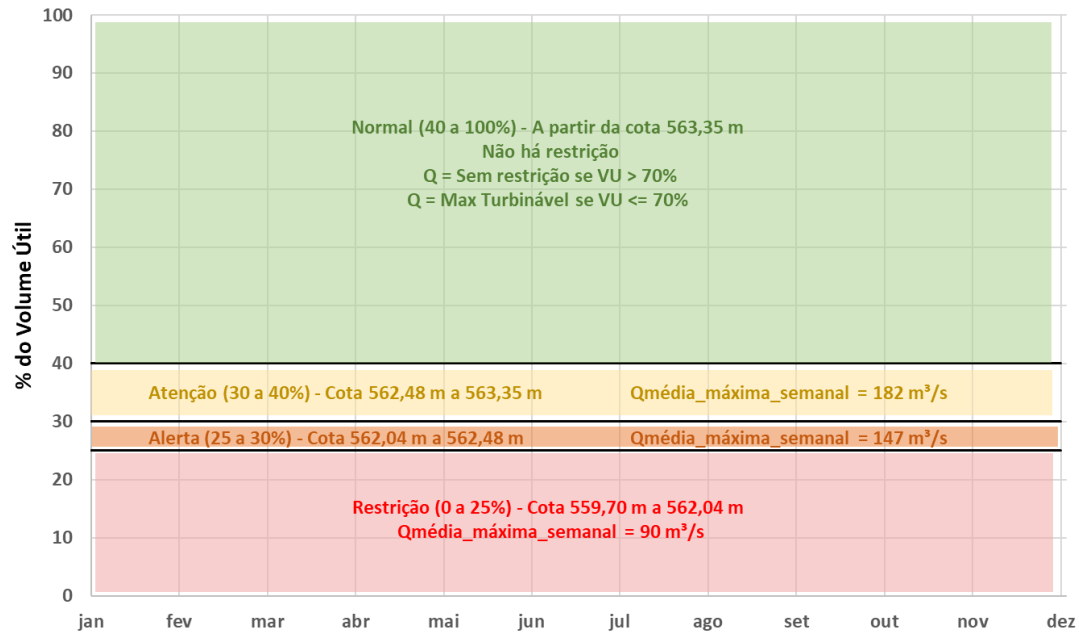 % do Volume Útil
100
90
80
70
60
50
40
30
20
10
0
Normal (40 a 100%) - A partir da cota 563,35 m
Não há restrição
Q = Sem restrição se VU > 70%
Q = Max Turbinável se VU <= 70%
Atenção (30 a 40%) - Cota 562,48 m a 563,35 m Qmédia_máxima_semanal = 182 m³/s
Alerta (25 a 30%) - Cota 562,04 m a 562,48 m Qmédia_máxima_semanal = 147 m³/s
Restrição (0 a 25%) - Cota 559,70 m a 562,04 m
Qmédia_máxima_semanal = 90 m³/s
jan fev mar abr mai jun jul ago set out nov dez